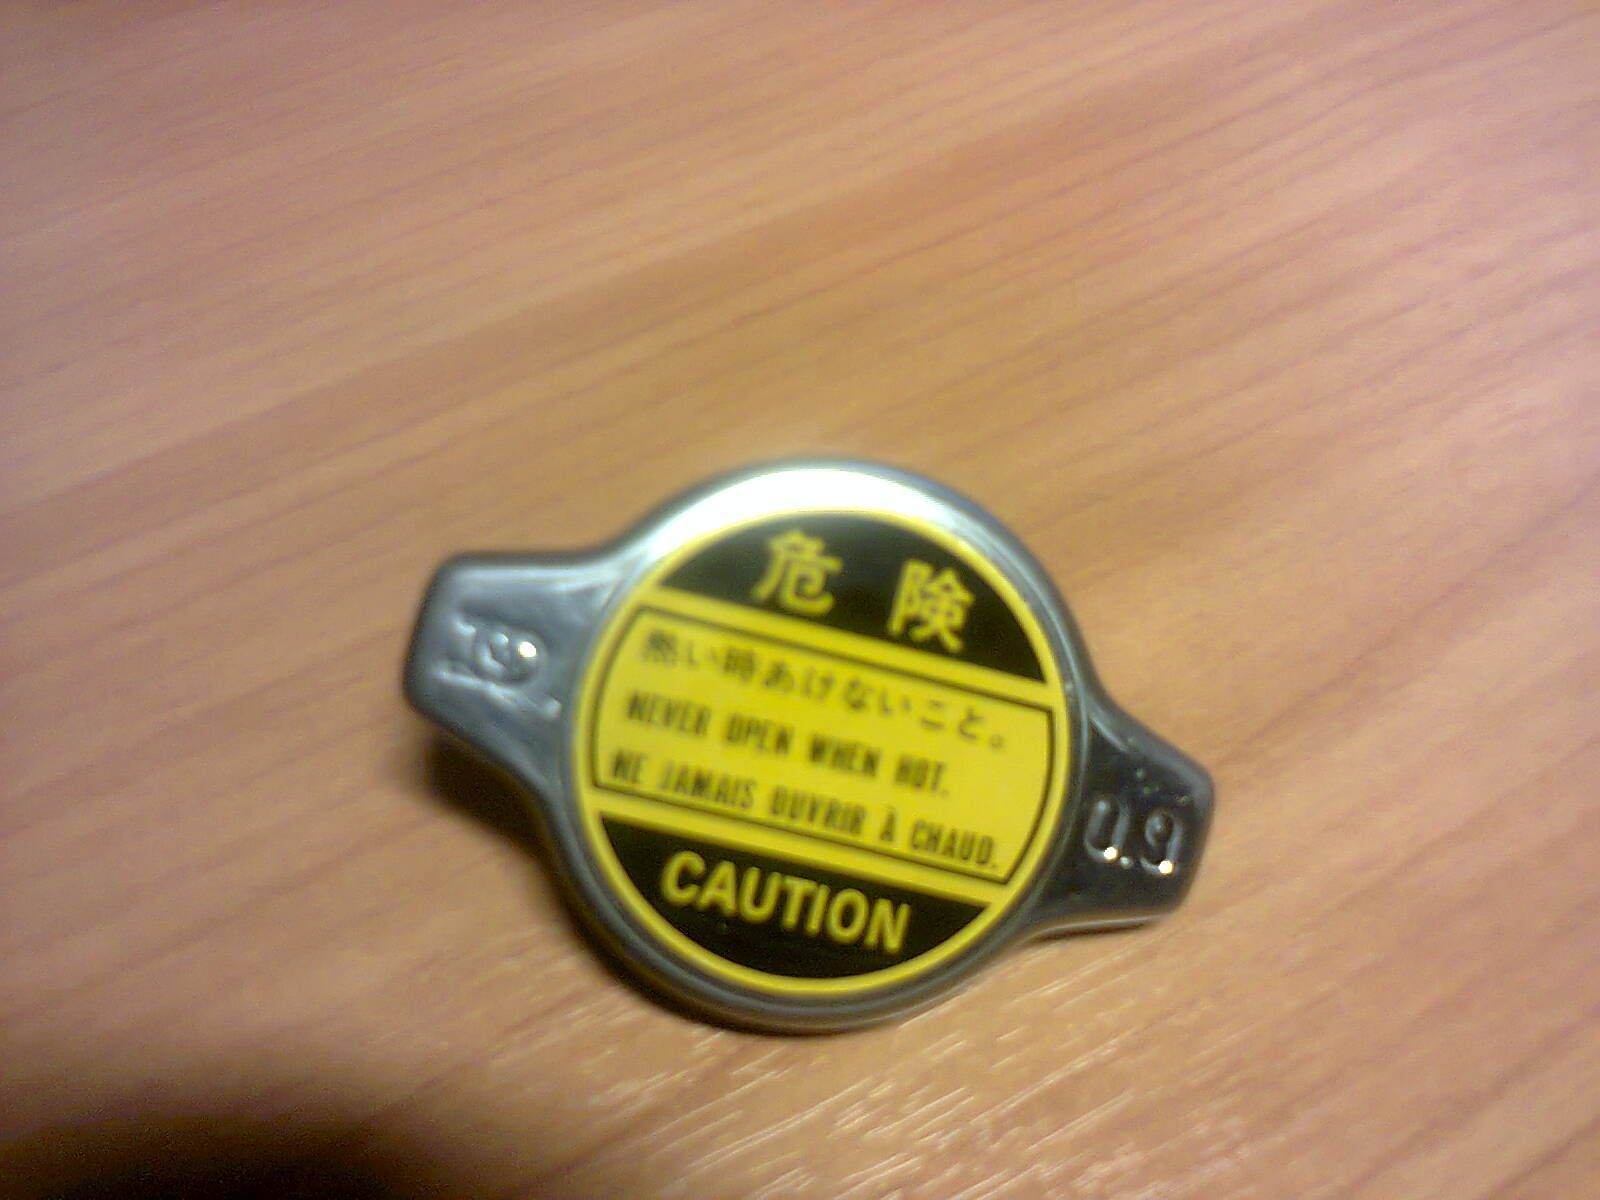 危険
熱い時あけないこと。
NEVER OPEN WHEN HOT.
NE JAMAIS OUVRIR À CHAUD.
CAUTION
0.9